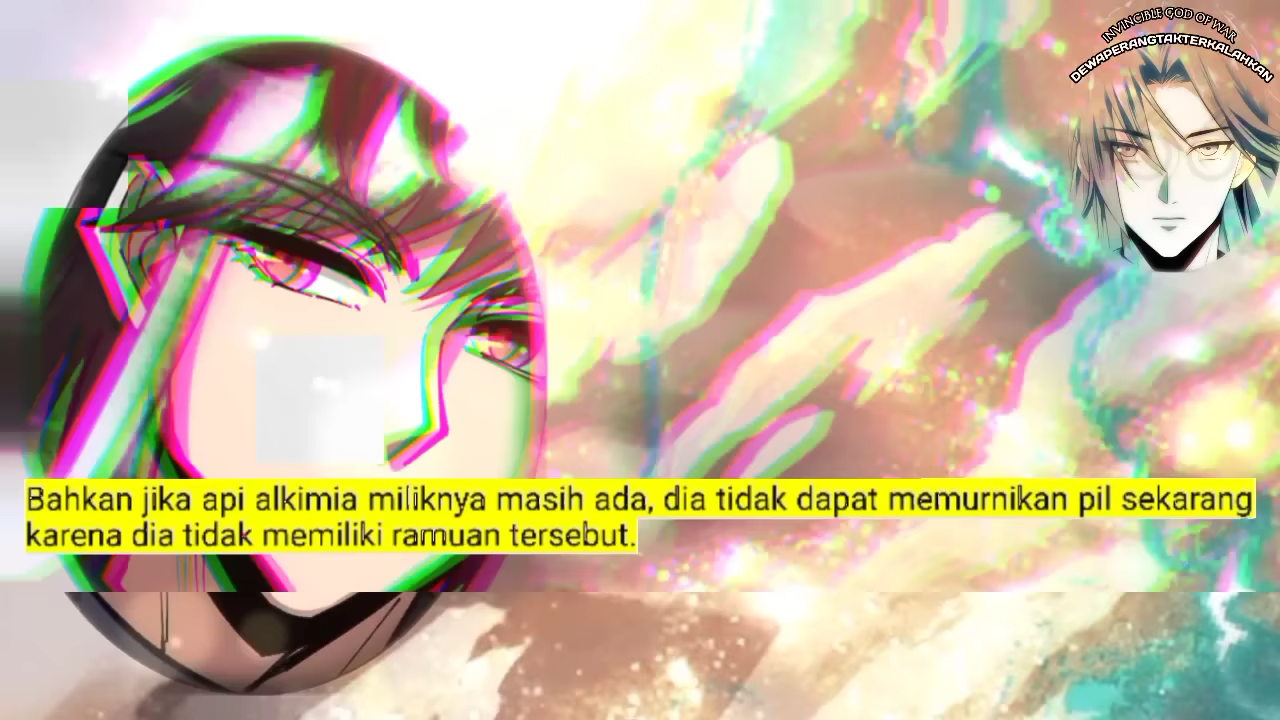 INVINCIBLE GOD OF WAR
DEWAPERANGTAKTERKALAHKAN
Bahkan jika api alkimia miliknya masih ada, dia tidak dapat memurnikan pil sekarang
karena dia tidak memiliki ramuan tersebut.